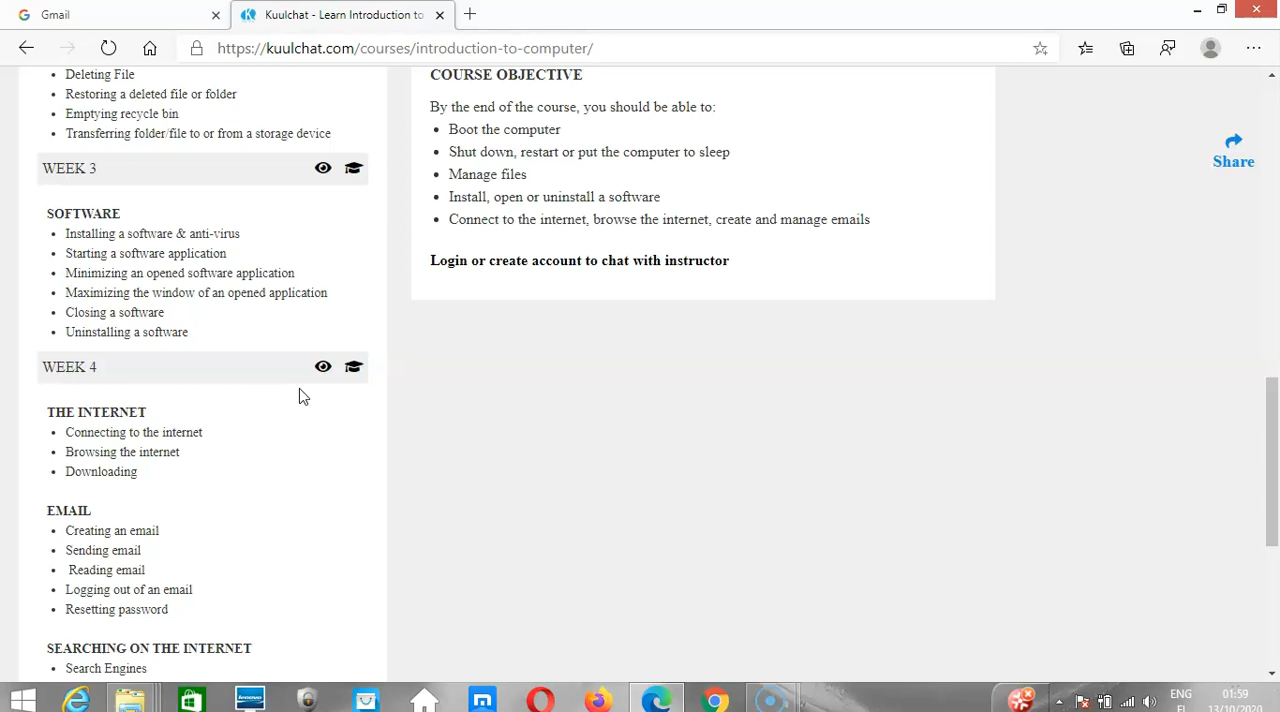 Gmail
Kuulchat - Learn Introduction to
https://kuulchat.com/courses/introduction-to-computer/
Deleting File
Restoring a deleted file or folder
Emptying recycle bin
Transferring folder/file to or from a storage device
WEEK 3
SOFTWARE
Installing a software & anti-virus
Starting a software application
Minimizing an opened software application
Maximizing the window of an opened application
Closing a software
Uninstalling a software
WEEK 4
THE INTERNET
Connecting to the internet
Browsing the internet
Downloading
EMAIL
Creating an email
Sending email
Reading email
Logging out of an email
Resetting password
SEARCHING ON THE INTERNET
Search Engines
COURSE OBJECTIVE
By the end of the course, you should be able to:
Boot the computer
Shut down, restart or put the computer to sleep
Manage files
Install, open or uninstall a software
Connect to the internet, browse the internet, create and manage emails
Login or create account to chat with instructor
Share
lenovo
ENG
FI
01:59
13/10/2020